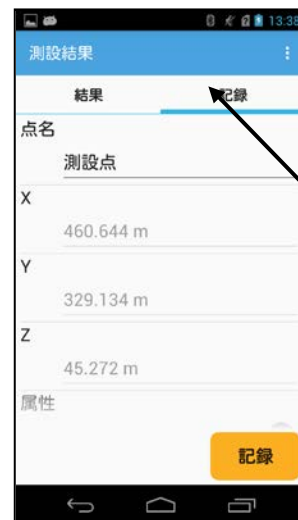 13:38
測設結果
結果 記録
点名
測設点
X
460.644 m
Y
329.134 m
Z
45.272 m
属性
記録